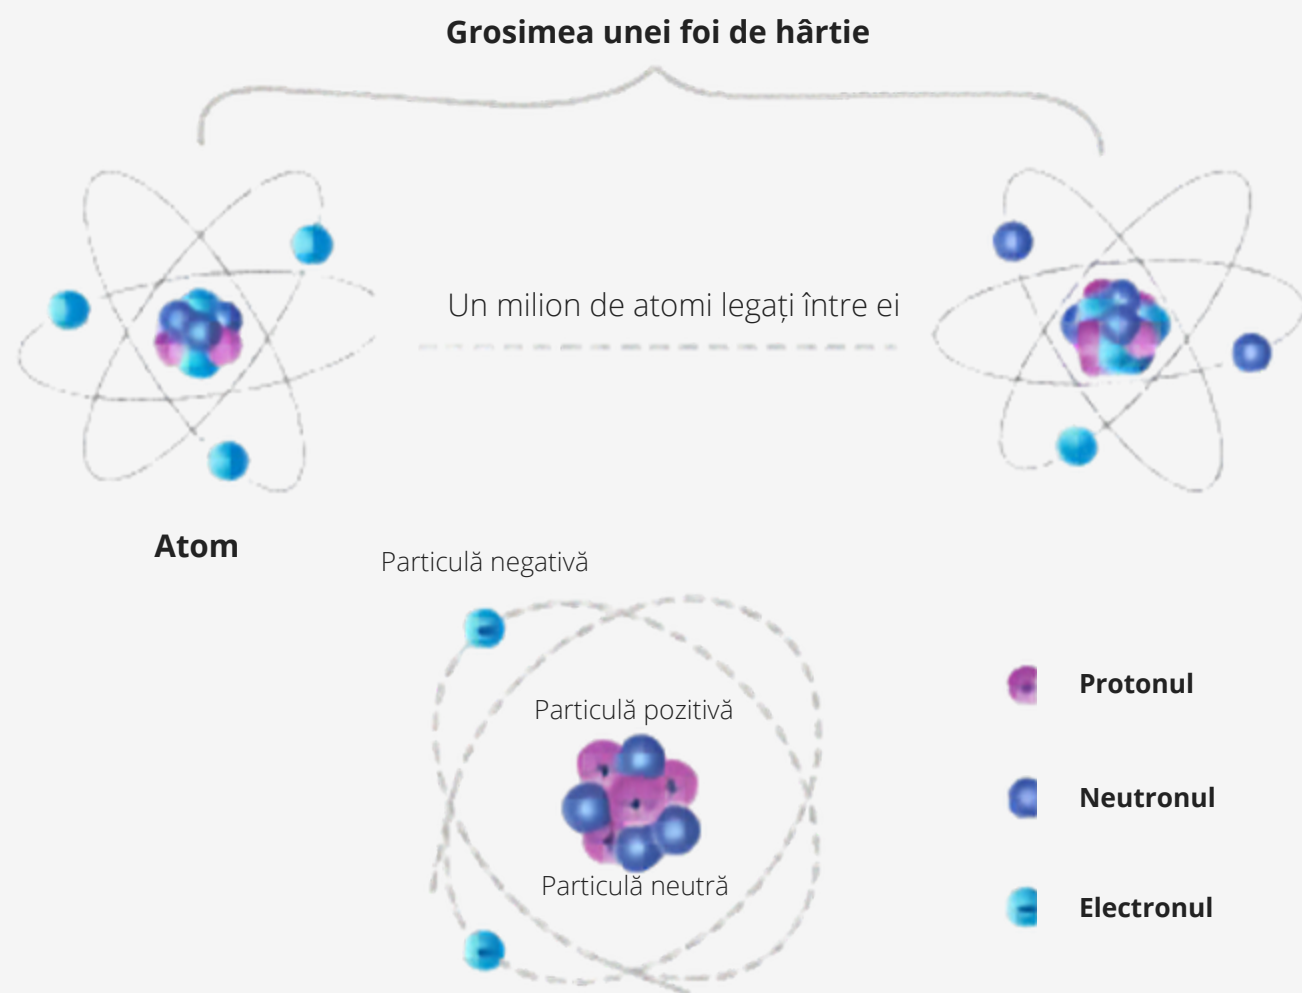 Grosimea unei foi de hârtie
Un milion de atomi legați între ei
Atom
Particulă negativă
Particulă pozitivă
Particulă neutră
Protonul
Neutronul
Electronul